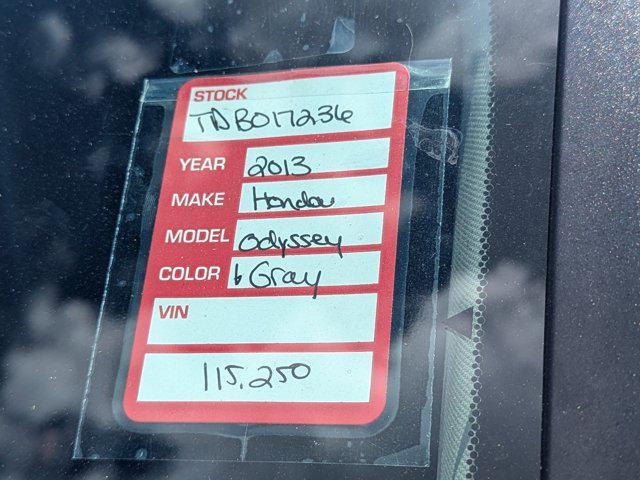 STOCK
TDB017236
YEAR 2013
MAKE Honda
MODEL Odyssey
COLOR Gray
VIN
115,250